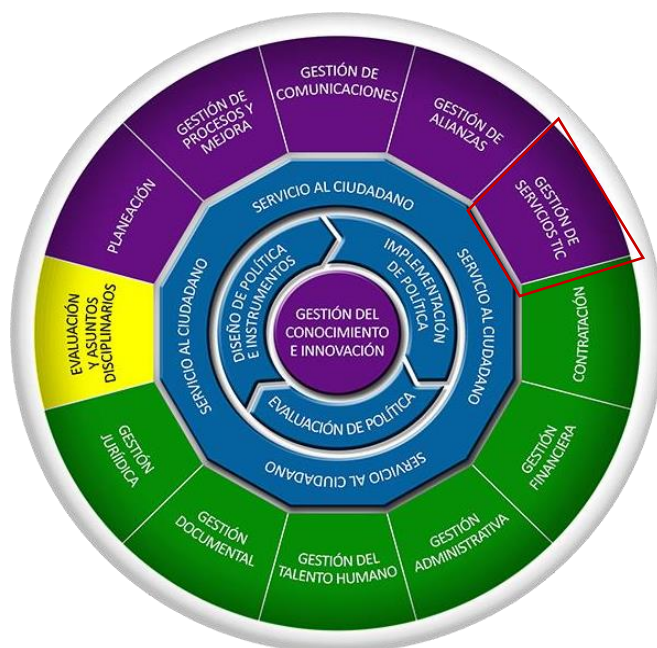 GESTIÓN DE
COMUNICACIONES
GESTIÓN DE
ALIANZAS
GESTIÓN DE
SERVICIOS TIC
CONTRATACIÓN
GESTIÓN
FINANCIERA
GESTIÓN
ADMINISTRATIVA
GESTIÓN DEL
TALENTO HUMANO
GESTIÓN
DOCUMENTAL
GESTIÓN
JURÍIDICA
EVALUACIÓN
Y ASUNTOS
DISCIPLINARIOS
PLANEACIÓN
GESTIÓN DE
PROCESOS Y
MEJORA
SERVICIO AL CIUDADANO
SERVICIO AL CIUDADANO
SERVICIO AL CIUDADANO
SERVICIO AL CIUDADANO
DISEÑO DE POLÍTICA
E INSTRUMENTOS
IMPLEMENTACIÓN
DE POLÍTICA
EVALUACIÓN DE POLÍTICA
GESTIÓN DEL
CONOCIMIENTO
E INNOVACIÓN